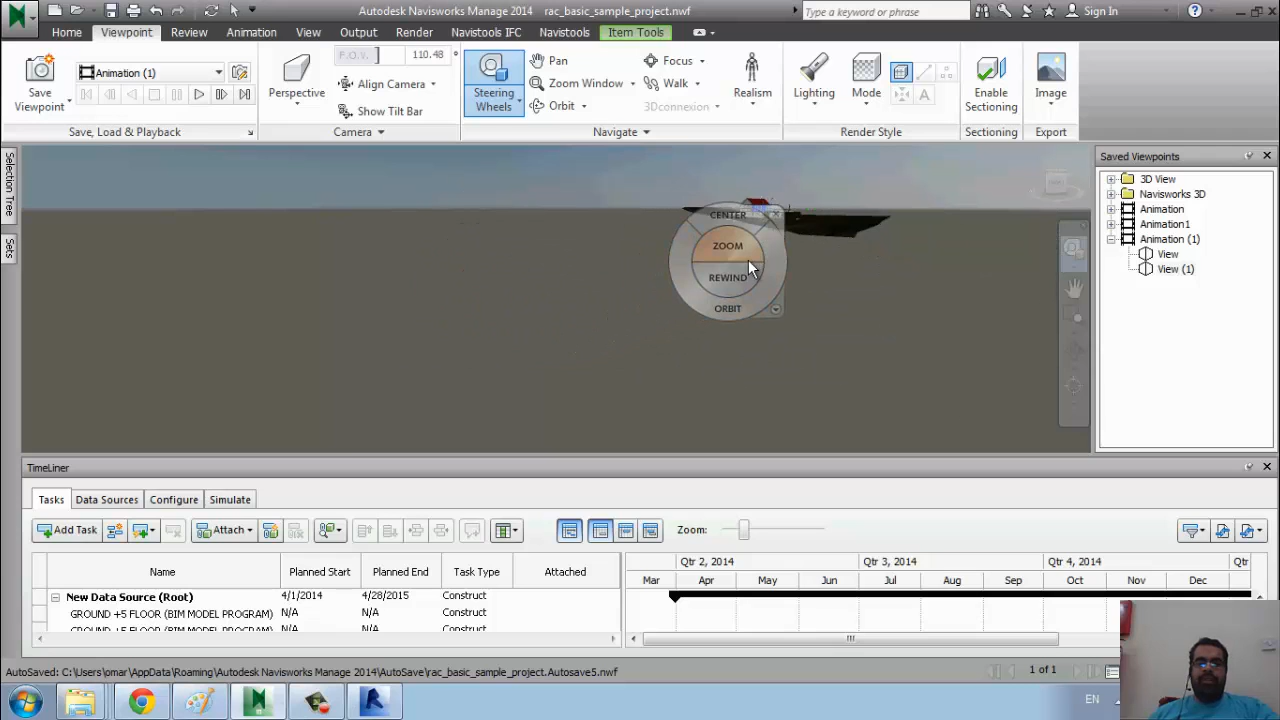 Autodesk Navisworks Manage 2014 rac_basic_sample_project.nwf Type a keyword or phrase Sign In
Home Viewpoint Review Animation View Output Render Navistools IFC Navistools Item Tools
Save Viewpoint
Animation (1)
Save, Load & Playback
Perspective
F.O.V. 110.48
Align Camera
Show Tilt Bar
Camera
Steering Wheels
Pan
Zoom Window
Orbit
Focus
Walk
3Dconnexion
Navigate
Realism
Lighting
Mode
Render Style
Enable Sectioning
Sectioning
Image
Export
Selection Tree
Sets
CENTER
ZOOM
REWIND
ORBIT
Saved Viewpoints
3D View
Navisworks 3D
Animation
Animation1
Animation (1)
View
View (1)
TimeLiner
Tasks Data Sources Configure Simulate
Add Task Attach Zoom:
Name Planned Start Planned End Task Type Attached
New Data Source (Root) 4/1/2014 4/28/2015 Construct
GROUND +5 FLOOR (BIM MODEL PROGRAM) N/A N/A Construct
GROUND +5 FLOOR (BIM MODEL PROGRAM) N/A N/A Construct
Qtr 2, 2014 Qtr 3, 2014 Qtr 4, 2014 Qtr
Mar Apr May Jun Jul Aug Sep Oct Nov Dec
AutoSaved: C:\Users\omar\AppData\Roaming\Autodesk Navisworks Manage 2014\AutoSave\rac_basic_sample_project.Autosave5.nwf 1 of 1
EN